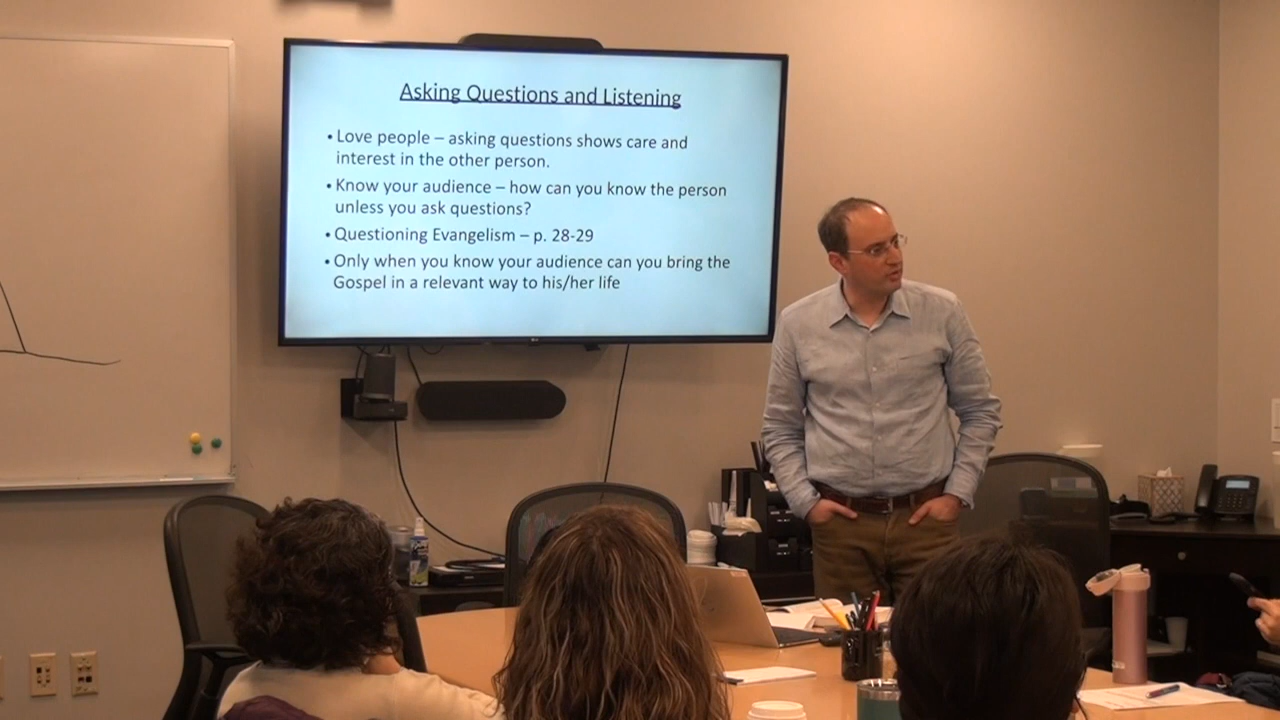 Asking Questions and Listening
• Love people – asking questions shows care and
interest in the other person.
• Know your audience – how can you know the person
unless you ask questions?
• Questioning Evangelism – p. 28-29
• Only when you know your audience can you bring the
Gospel in a relevant way to his/her life